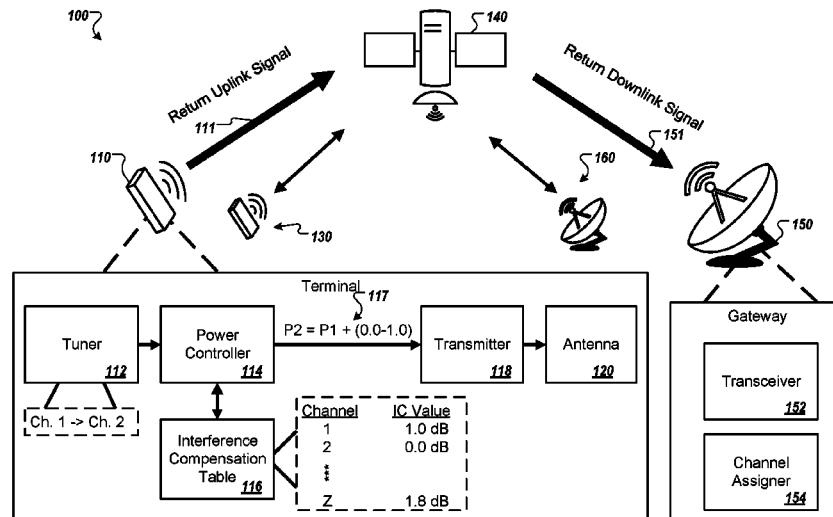 100
140
Return Uplink Signal
111
Return Downlink Signal
151
110
130
160
150
Terminal
117
Tuner
112
Power
Controller
114
P2 = P1 + (0.0-1.0)
Transmitter
118
Antenna
120
Ch. 1 -> Ch. 2
Interference
Compensation
Table
116
Channel IC Value
1 1.0 dB
2 0.0 dB
***
Z 1.8 dB
Gateway
Transceiver
152
Channel
Assigner
154